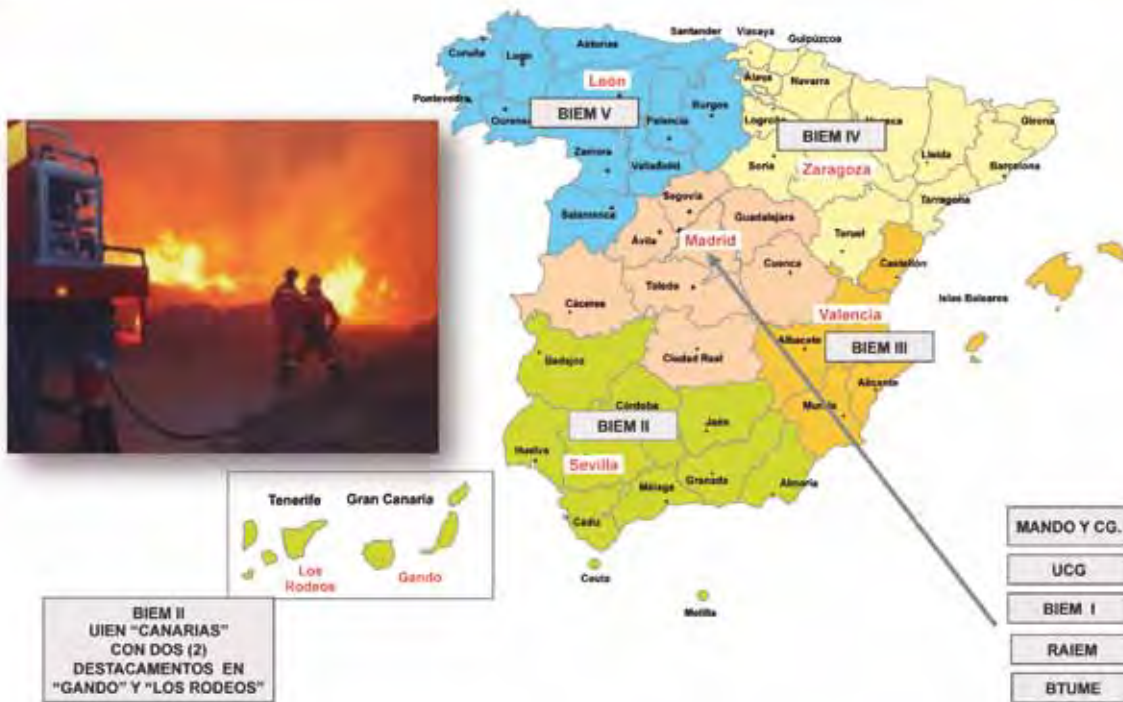 Santander
Viscaya
Guipúzcoa
Coruña
Lugo
Asturias
León
Alava
Navarra
Pontevedra
Ourense
BIEM V
Palencia
Burgos
Logroño
BIEM IV
Girona
Zamora
Valladolid
Soria
Zaragoza
Lleida
Barcelona
Tarragona
Salamanca
Segovia
Guadalajara
Ávila
Madrid
Teruel
Castellón
Cuenca
Toledo
Cáceres
Islas Baleares
Valencia
Albacete
BIEM III
Ciudad Real
Badajoz
Alicante
Murcia
Córdoba
BIEM II
Jaén
Huelva
Sevilla
Granada
Almería
Málaga
Cádiz
Ceuta
Melilla
Tenerife
Gran Canaria
Los
Rodeos
Gando
BIEM II
UIEN "CANARIAS"
CON DOS (2)
DESTACAMENTOS EN
"GANDO" Y "LOS RODEOS"
MANDO Y CG.
UCG
BIEM I
RAIEM
BTUME